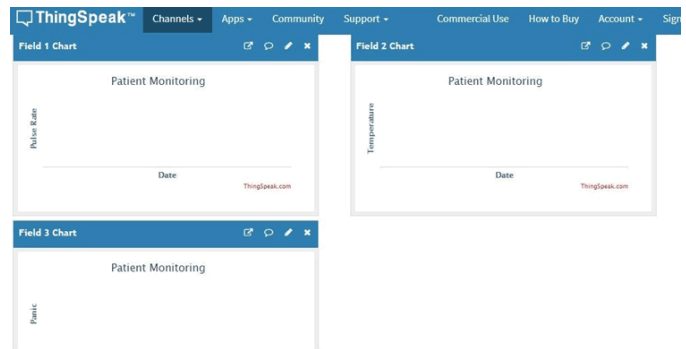 ThingSpeak™ Channels Apps Community Support Commercial Use How to Buy Account Sign
Field 1 Chart
Patient Monitoring
Pulse Rate
Date
ThingSpeak.com
Field 2 Chart
Patient Monitoring
Temperature
Date
ThingSpeak.com
Field 3 Chart
Patient Monitoring
Panic